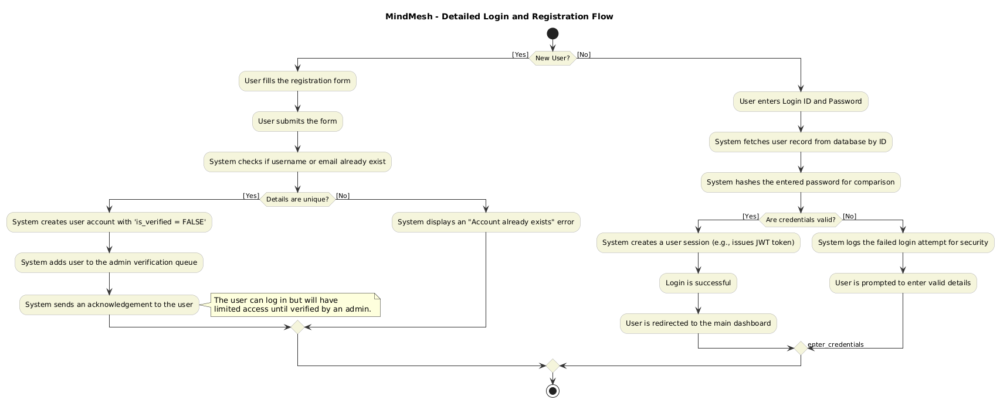 MindMesh - Detailed Login and Registration Flow
New User?
[Yes]
[No]
User fills the registration form
User submits the form
System checks if username or email already exist
Details are unique?
[Yes]
[No]
System creates user account with 'is_verified = FALSE'
System adds user to the admin verification queue
System sends an acknowledgement to the user
The user can log in but will have
limited access until verified by an admin.
System displays an "Account already exists" error
User enters Login ID and Password
System fetches user record from database by ID
System hashes the entered password for comparison
Are credentials valid?
[Yes]
[No]
System creates a user session (e.g., issues JWT token)
Login is successful
User is redirected to the main dashboard
System logs the failed login attempt for security
User is prompted to enter valid details
enter_credentials